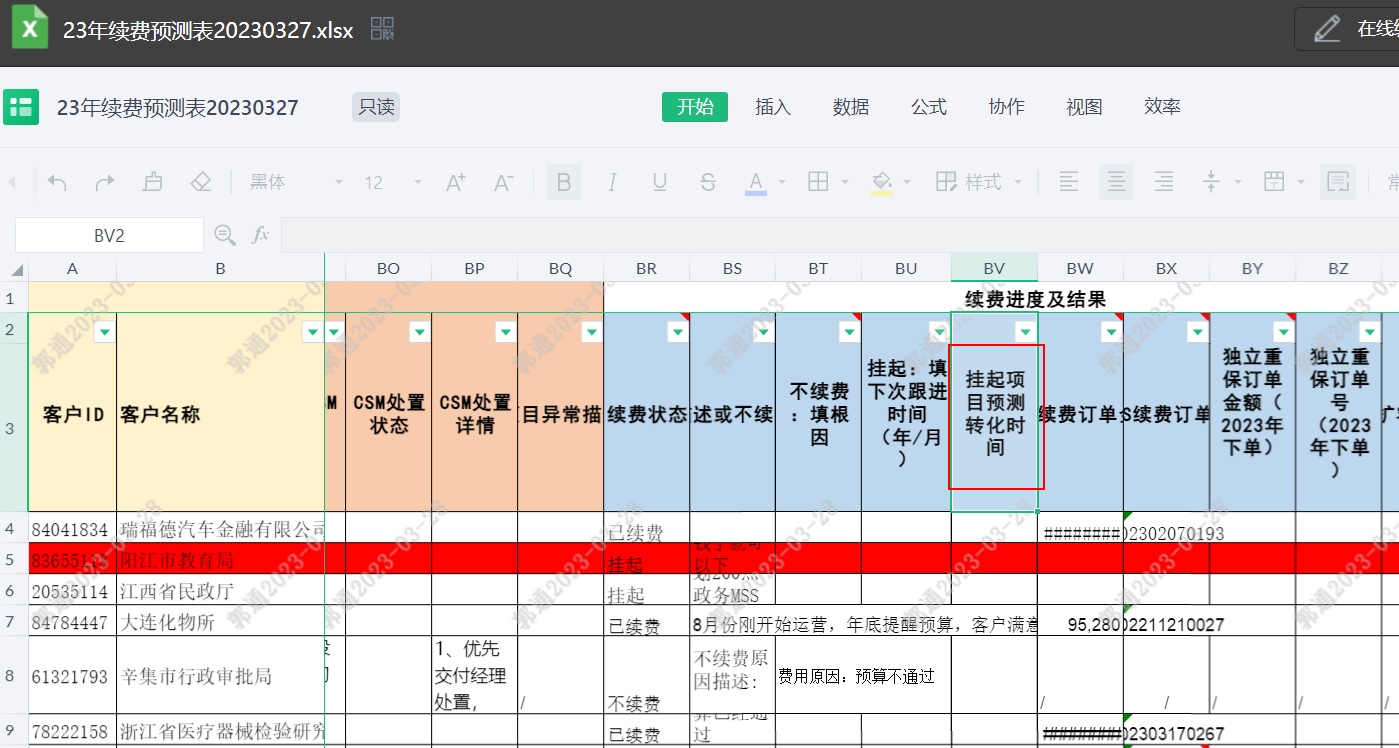 23年续费预测表20230327.xlsx
在线
23年续费预测表20230327
只读
开始
插入
数据
公式
协作
视图
效率
黑体
12
A+
A-
B
I
U
S
A
样式
常
BV2
fx
A
B
BO
BP
BQ
BR
BS
BT
BU
BV
BW
BX
BY
BZ
1
续费进度及结果
2
3
客户ID
客户名称
M
CSM处置
状态
CSM处置
详情
目异常描
续费状态
述或不续
不续费
：填根
因
挂起：填
下次跟进
时间
（年/月
）
挂起项
目预测
转化时
间
续费订单
续费订单
独立重
保订单
金额（
2023年
下单）
独立重
保订单
号
（2023
年下单
）
4
84041834
瑞福德汽车金融有限公司
已续费
########
02302070193
5
阳江市教育局
挂起
以下
6
20535114
江西省民政厅
挂起
政务MSS
7
84784447
大连化物所
已续费
8月份刚开始运营，年底提醒预算，客户满意
95,280
02211210027
8
61321793
辛集市行政审批局
1、优先
交付经理
处置，
/
不续费
不续费原
因描述：
费用原因：预算不通过
/
/
/
/
/
9
78222158
浙江省医疗器械检验研究
已续费
过
########
02303170267
郭通2023-03-28